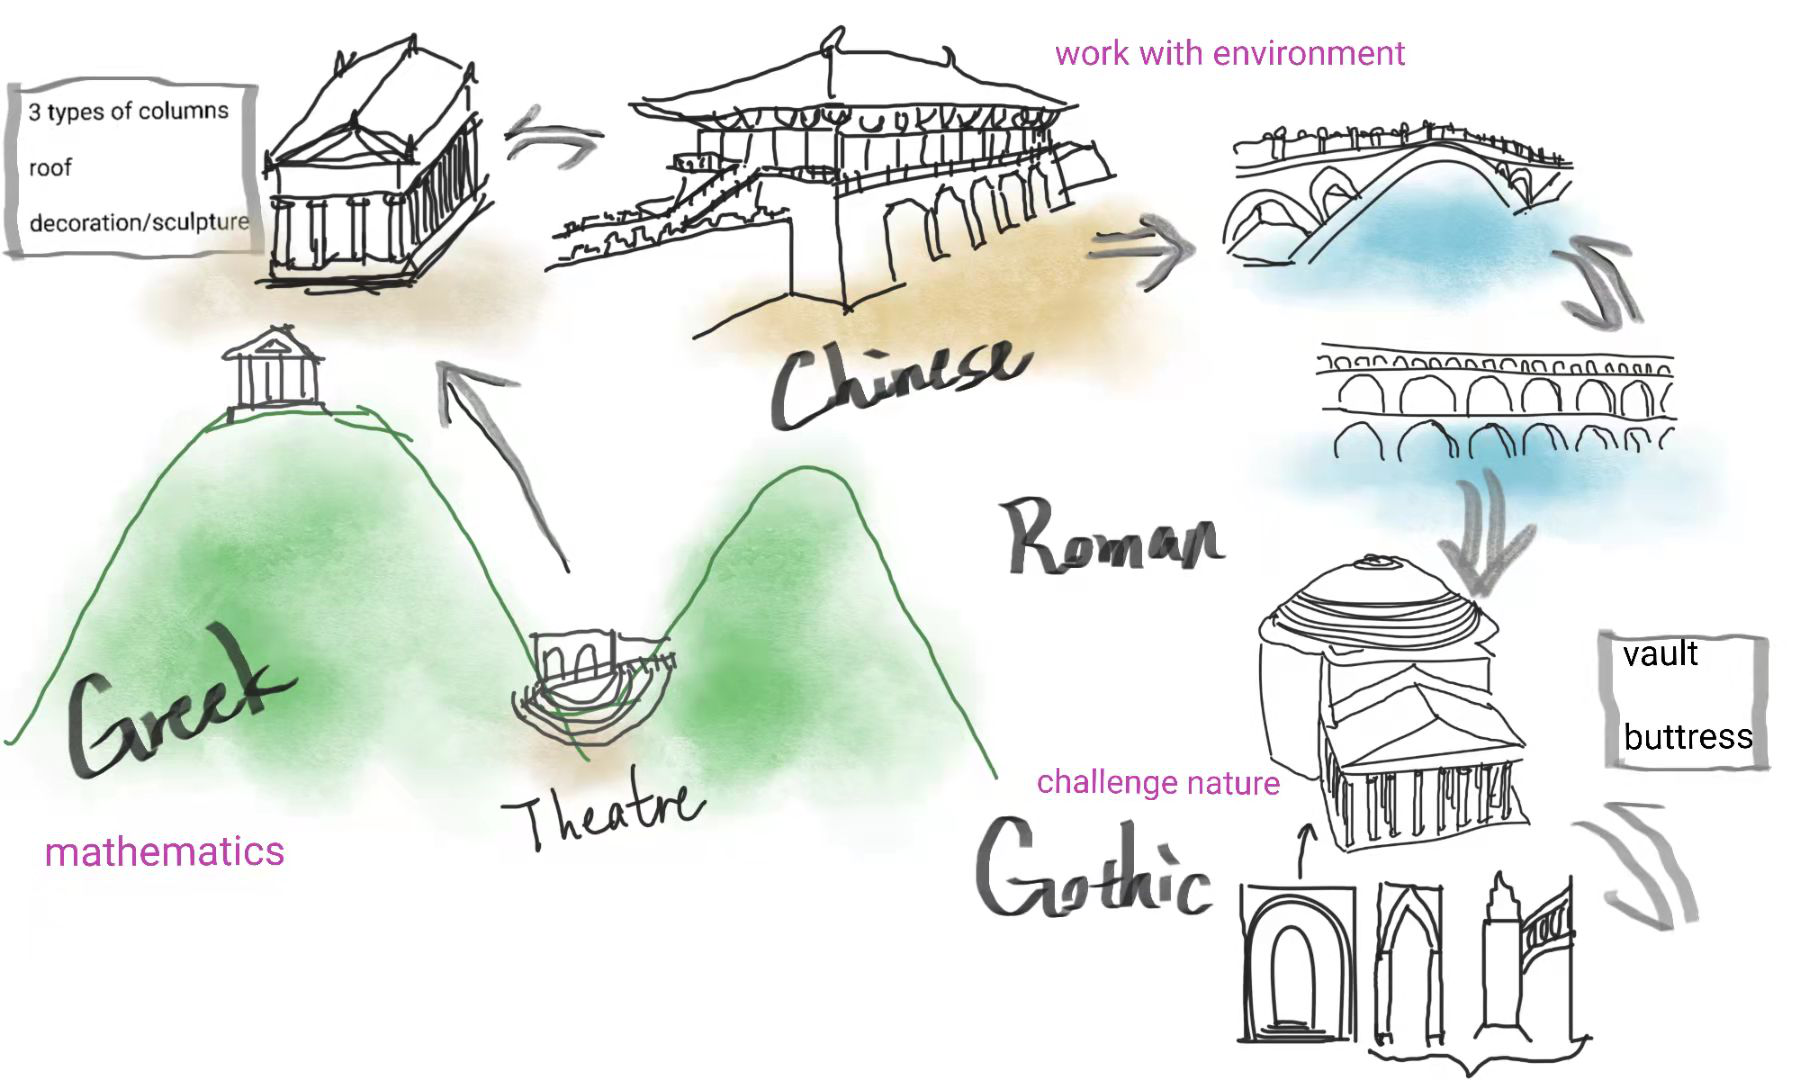 work with environment
3 types of columns
roof
decoration/sculpture
Chinese
Roman
Greek
Theatre
mathematics
vault
buttress
challenge nature
Gothic